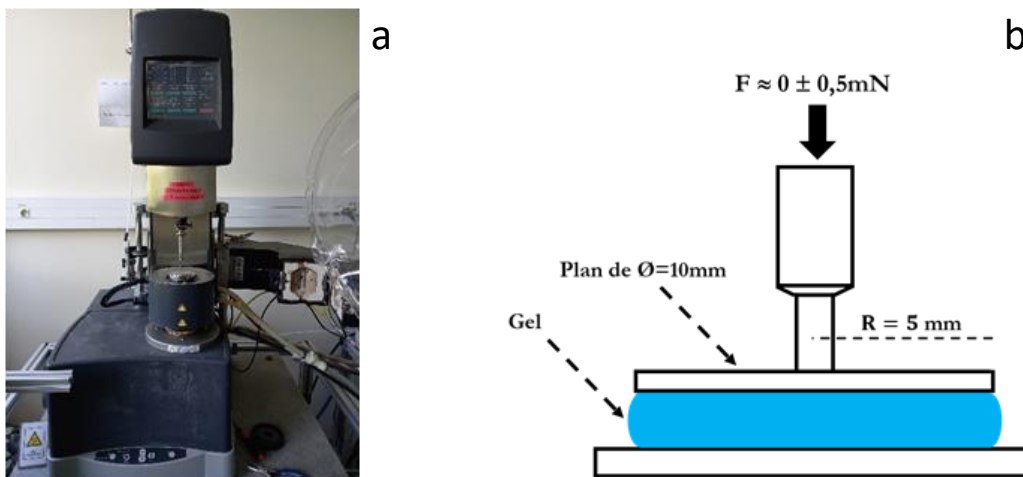 a
b
F ≈ 0 ± 0,5mN
Plan de Ø=10mm
Gel
R = 5 mm